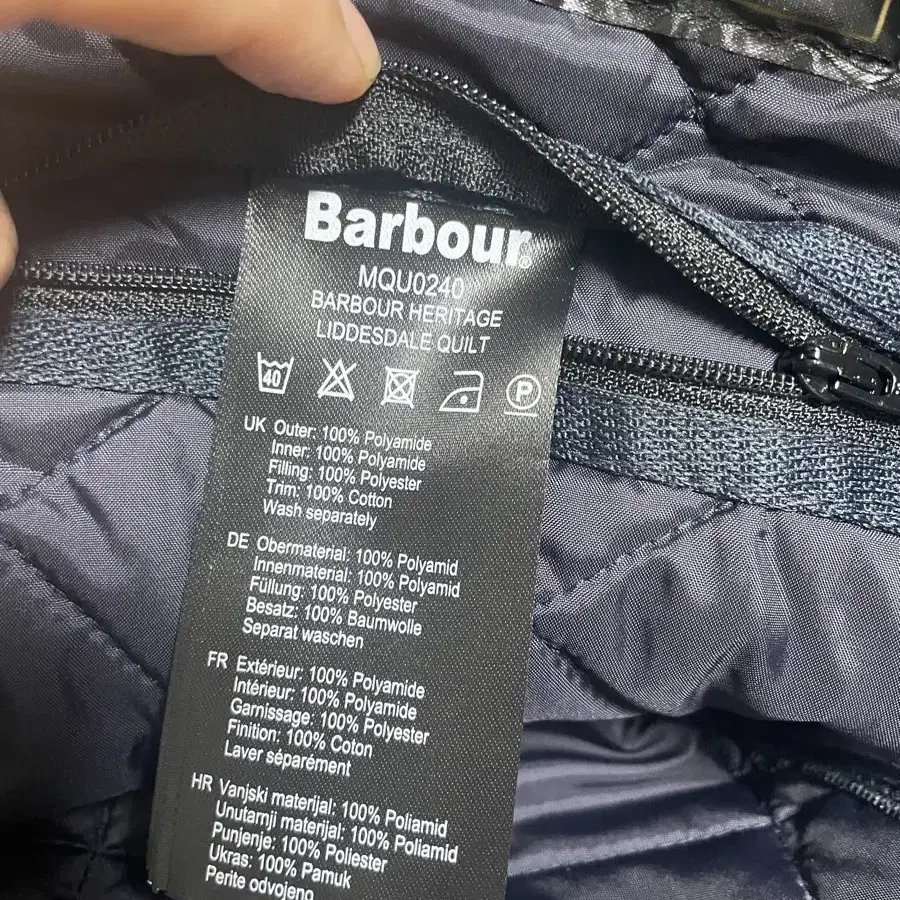 Barbour.
MQU0240
BARBOUR HERITAGE
LIDDESDALE QUILT
40
P
UK Outer: 100% Polyamide
Inner: 100% Polyamide
Filling: 100% Polyester
Trim: 100% Cotton
Wash separately
DE Obermaterial: 100% Polyamid
Innenmaterial: 100% Polyamid
Füllung: 100% Polyester
Besatz: 100% Baumwolle
Separat waschen
FR Extérieur: 100% Polyamide
Intérieur: 100% Polyamide
Garnissage: 100% Polyester
Finition: 100% Coton
Laver séparément
HR Vanjski materijal: 100% Poliamid
Unutarnji materijal: 100% Poliamid
Punjenje: 100% Poliester
Ukras: 100% Pamuk
Perite odvojeno